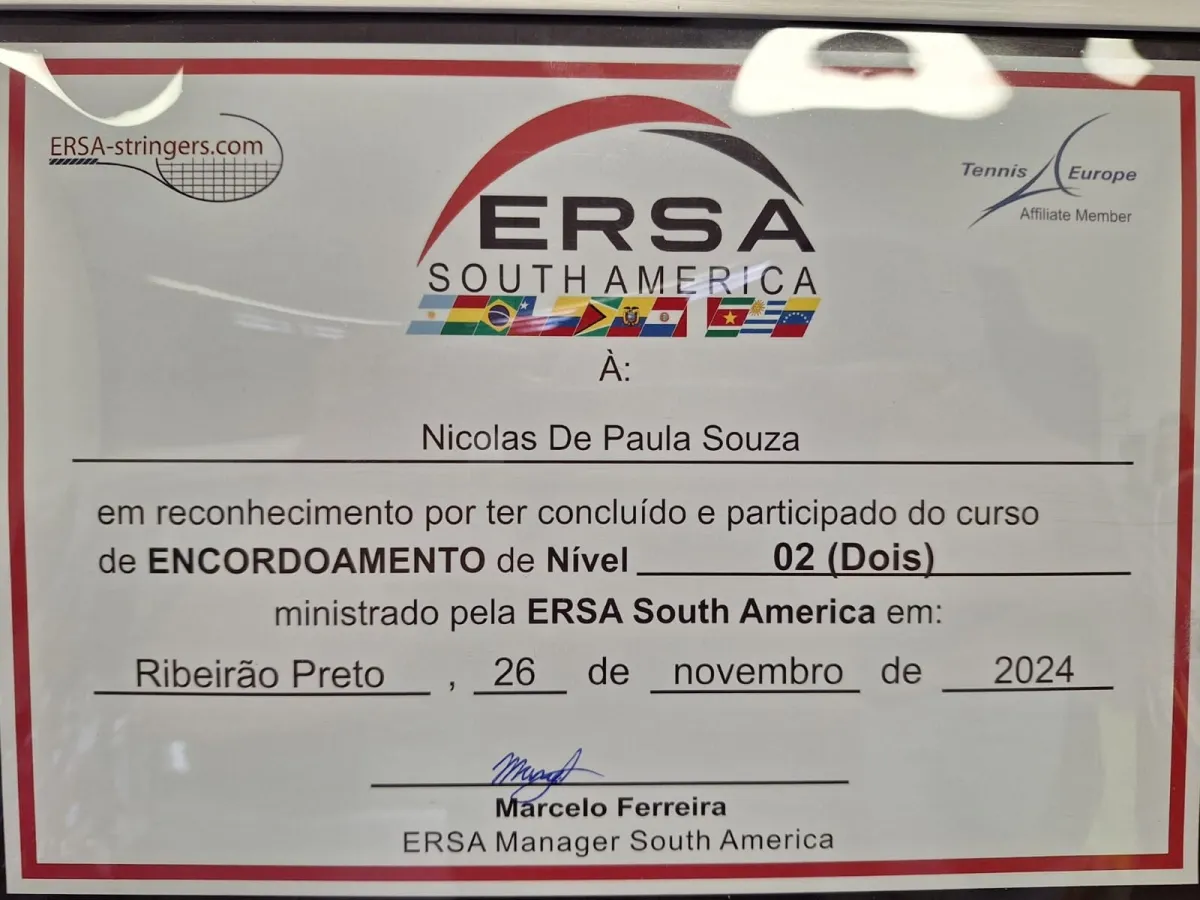 ERSA-stringers.com
ERSA
SOUTH AMERICA
Tennis Europe
Affiliate Member
À:
Nicolas De Paula Souza
em reconhecimento por ter concluído e participado do curso
de ENCORDOAMENTO de Nível 02 (Dois)
ministrado pela ERSA South America em:
Ribeirão Preto , 26 de novembro de 2024
Marcelo Ferreira
ERSA Manager South America